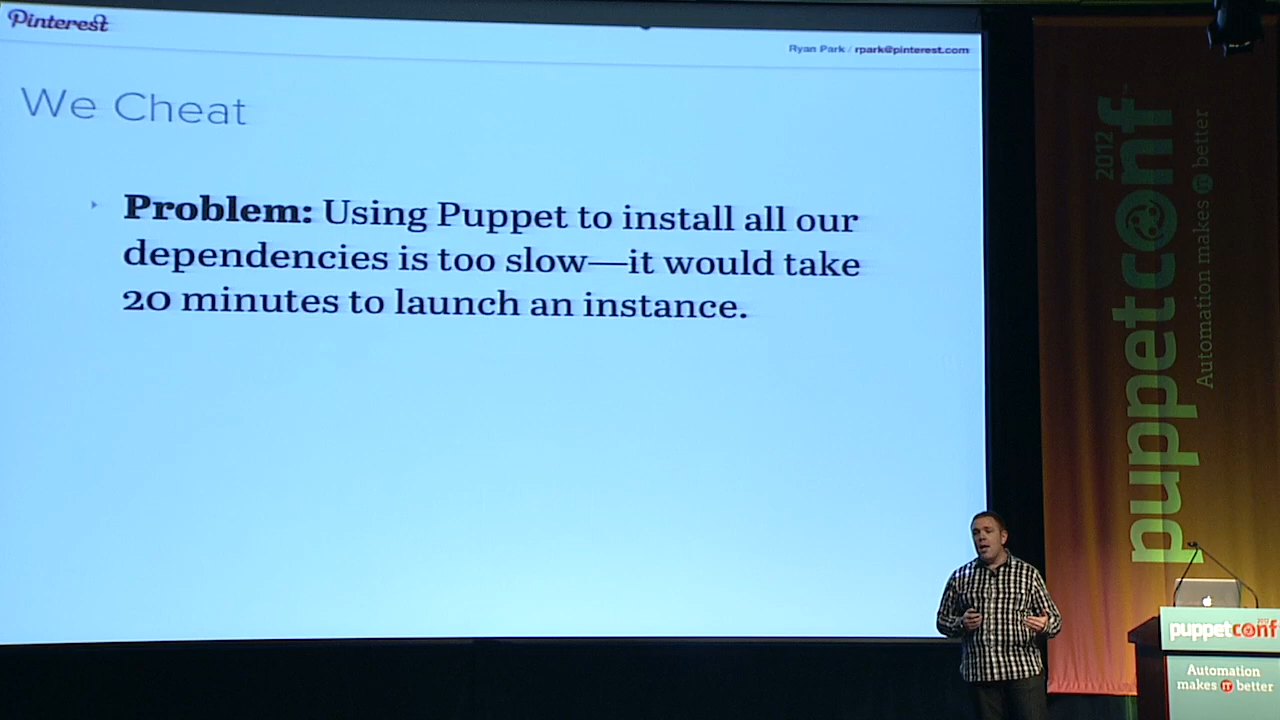 Pinterest
Ryan Park / rpark@pinterest.com
We Cheat
Problem: Using Puppet to install all our
dependencies is too slow—it would take
20 minutes to launch an instance.
puppetconf
2012
Automation makes IT better
puppetconf
2012
Automation
makes IT better